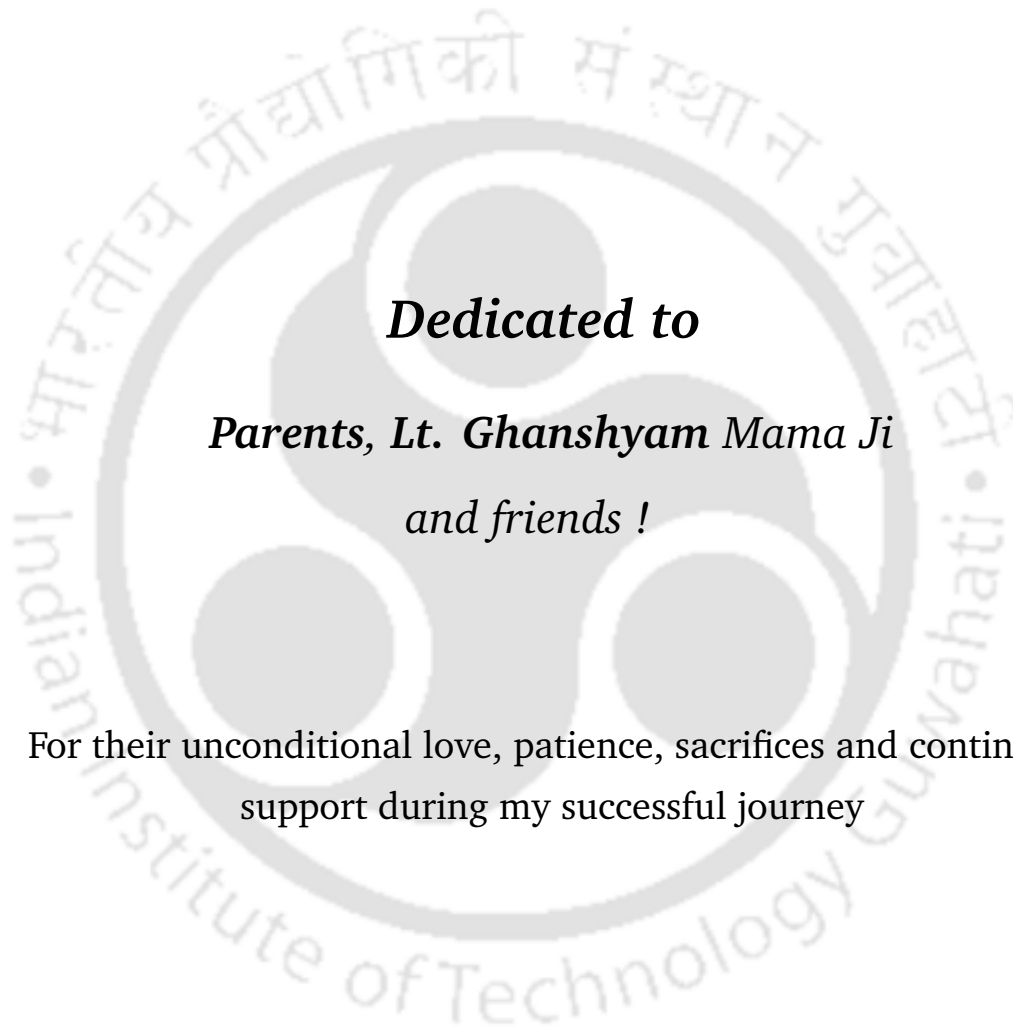 भारतीय प्रौद्योगिकी संस्थान गुवाहाटी
Dedicated to
Parents, Lt. Ghanshyam Mama Ji
and friends !
For their unconditional love, patience, sacrifices and contin
support during my successful journey
Indian Institute of Technology Guwahati